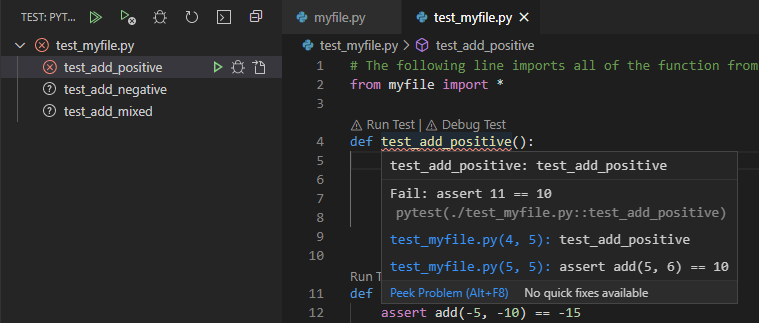 TEST: PYT...
test_myfile.py
test_add_positive
test_add_negative
test_add_mixed
myfile.py
test_myfile.py
test_myfile.py > test_add_positive
1 # The following line imports all of the function from
2 from myfile import *
3
Run Test | Debug Test
4 def test_add_positive():
5
6
7
8
9
10
test_add_positive: test_add_positive
Fail: assert 11 == 10
pytest(./test_myfile.py::test_add_positive)
test_myfile.py(4, 5): test_add_positive
test_myfile.py(5, 5): assert add(5, 6) == 10
Peek Problem (Alt+F8) No quick fixes available
Run T
11 def
12 assert add(-5, -10) == -15